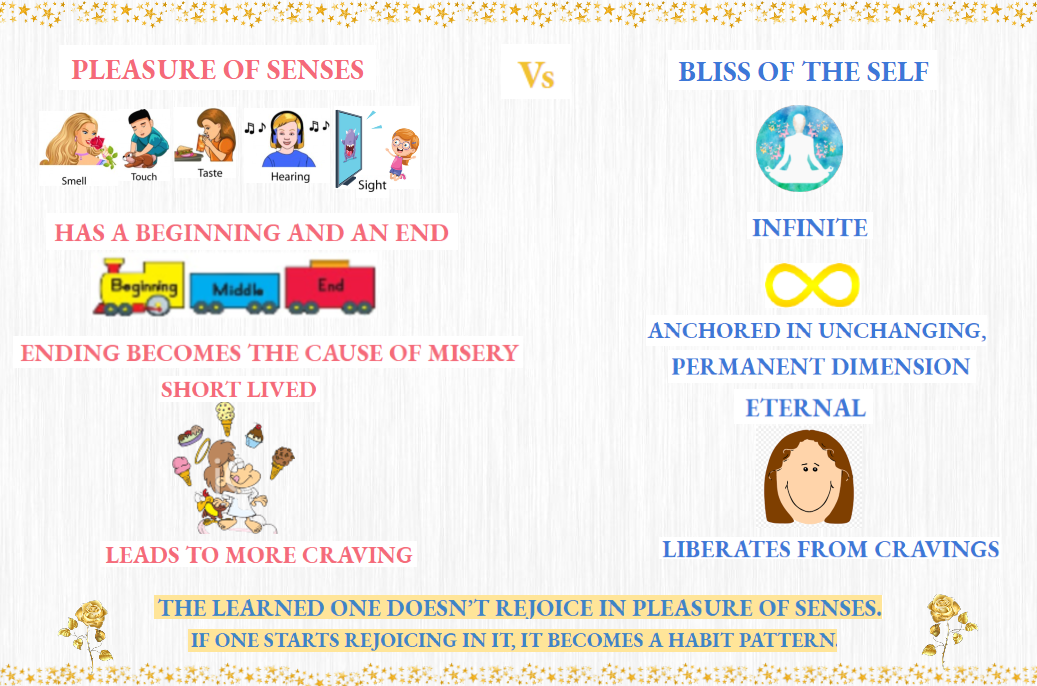 PLEASURE OF SENSES
Vs
BLISS OF THE SELF
Smell
Touch
Taste
Hearing
Sight
HAS A BEGINNING AND AN END
Beginning
Middle
End
ENDING BECOMES THE CAUSE OF MISERY
SHORT LIVED
LEADS TO MORE CRAVING
INFINITE
ANCHORED IN UNCHANGING,
PERMANENT DIMENSION
ETERNAL
LIBERATES FROM CRAVINGS
THE LEARNED ONE DOESN'T REJOICE IN PLEASURE OF SENSES.
IF ONE STARTS REJOICING IN IT, IT BECOMES A HABIT PATTERN.